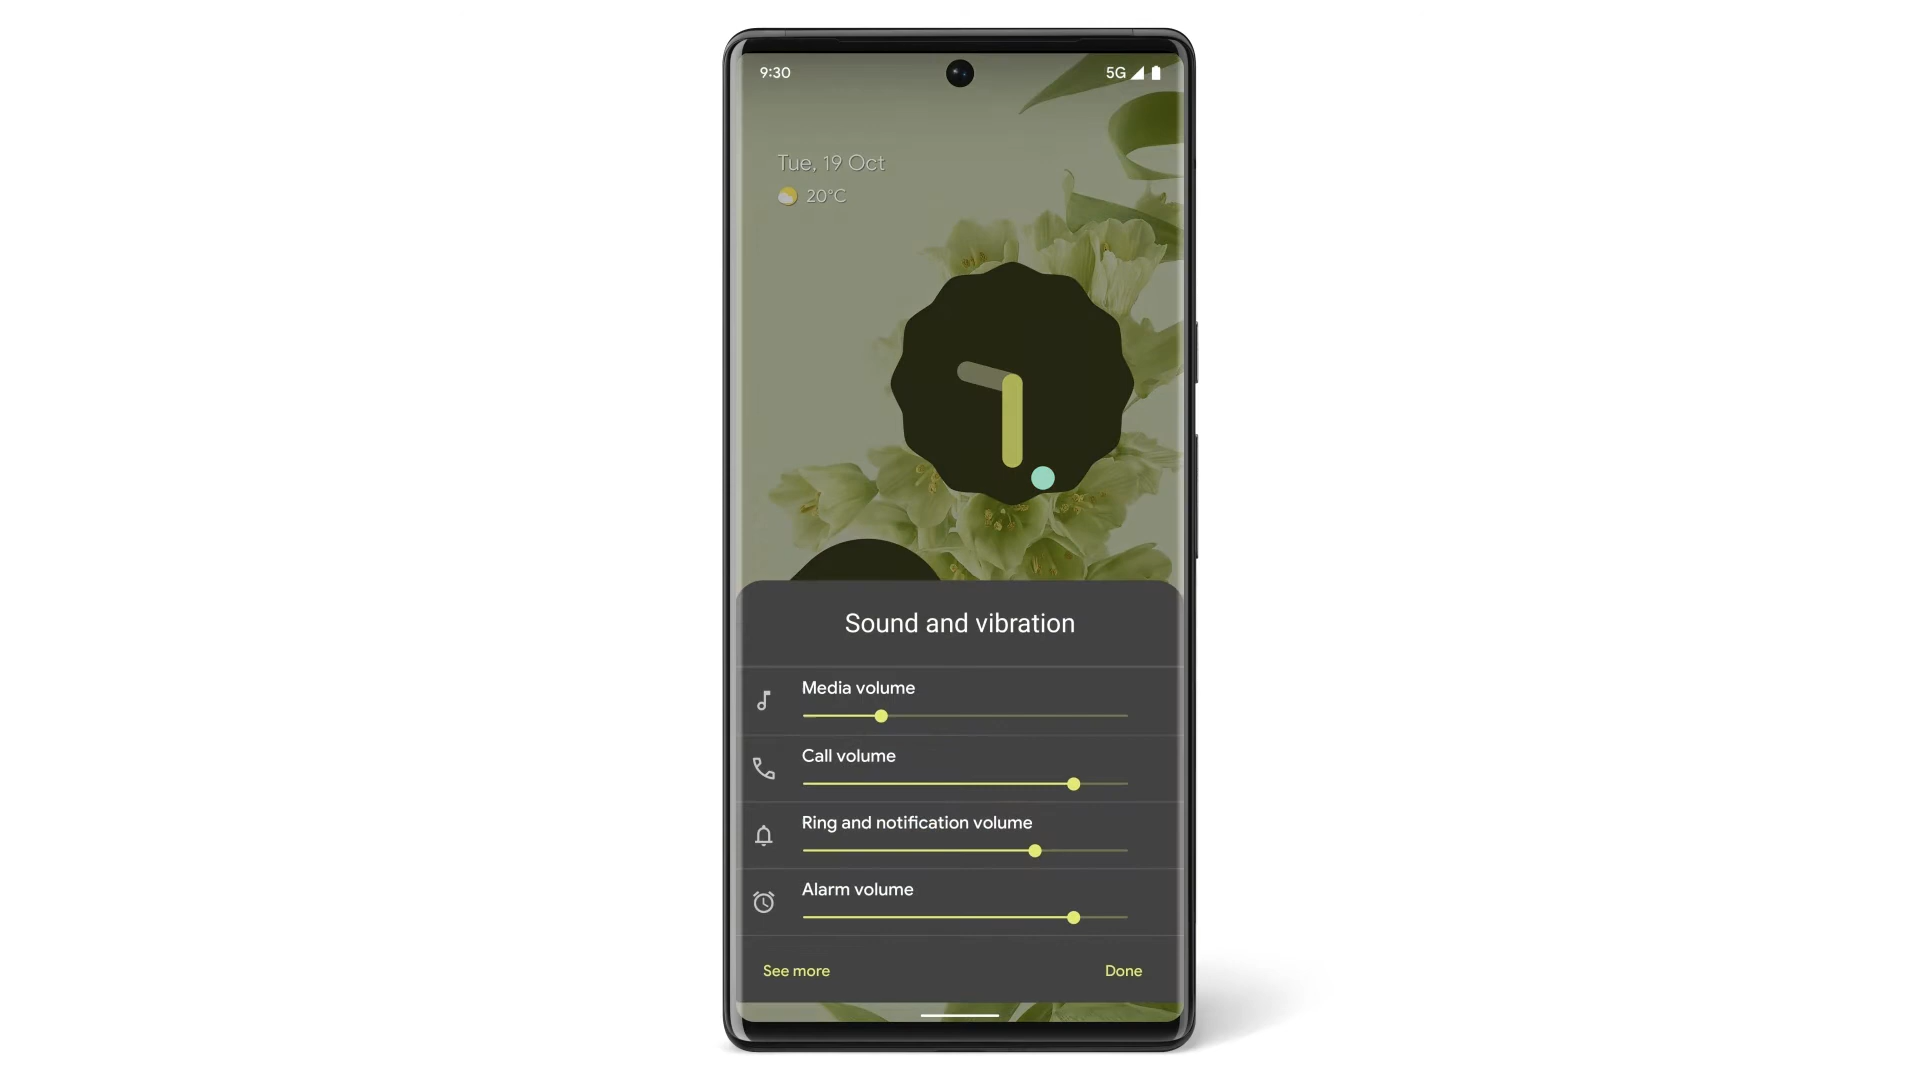 9:30
5G
Tue, 19 Oct
20°C
Sound and vibration
Media volume
Call volume
Ring and notification volume
Alarm volume
See more
Done